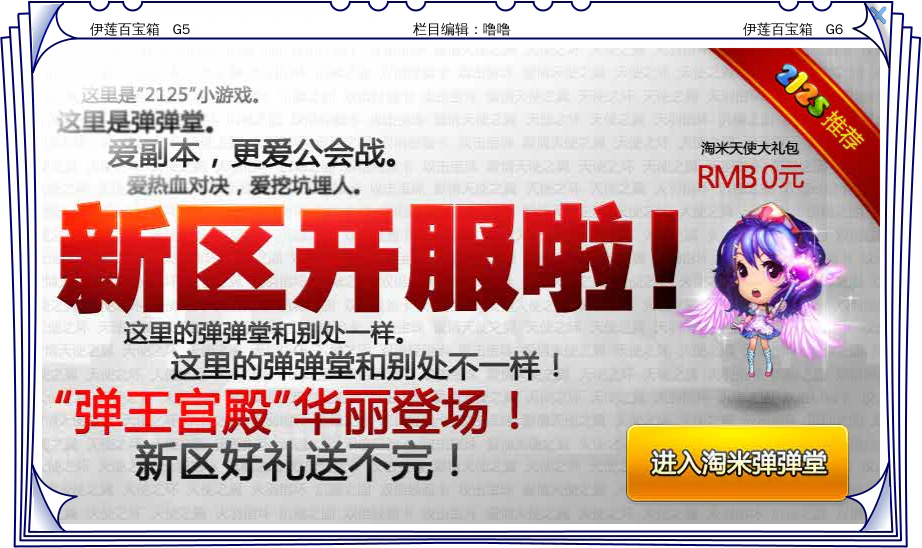 伊莲百宝箱 G5
栏目编辑：噜噜
伊莲百宝箱 G6
2125推荐
这里是“2125”小游戏。
这里是弹弹堂。
爱副本，更爱公会战。
爱热血对决，爱挖坑埋人。
淘米天使大礼包
RMB 0元
新区开服啦！
这里的弹弹堂和别处一样。
这里的弹弹堂和别处不一样！
“弹王宫殿”华丽登场！
新区好礼送不完！
进入淘米弹弹堂